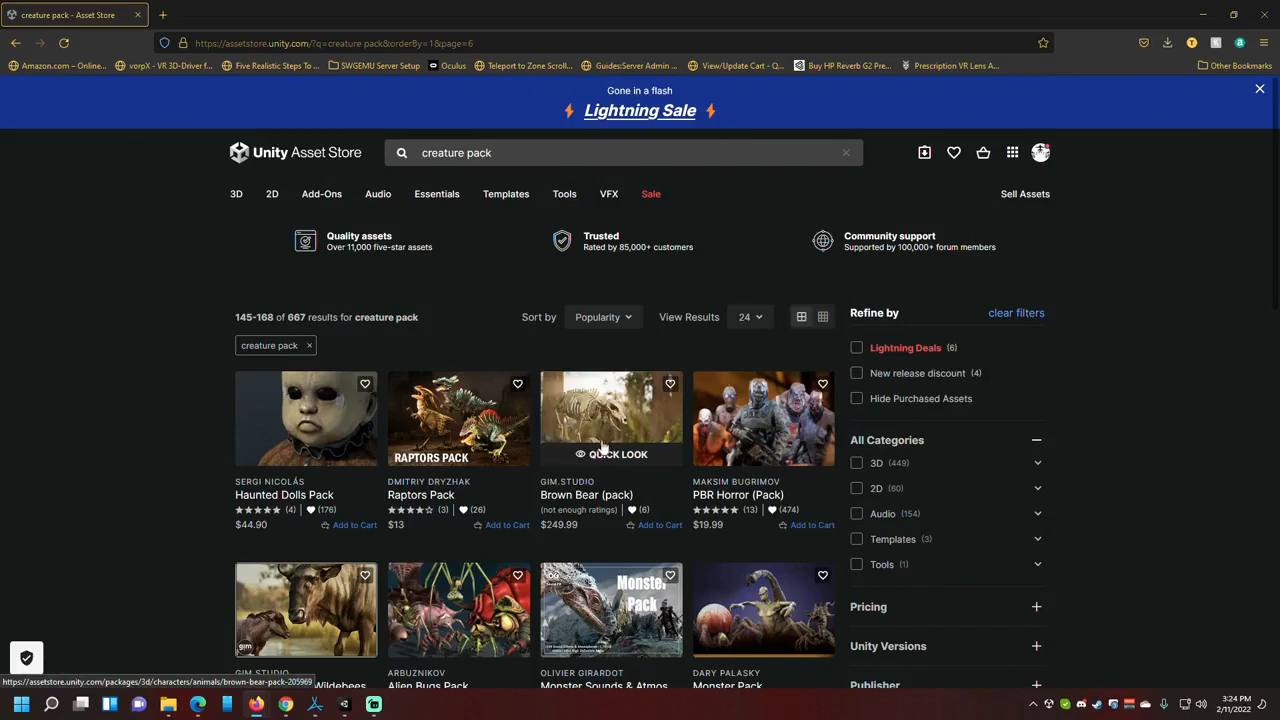 creature pack - Asset Store
https://assetstore.unity.com/?q=creature pack&orderBy=1&page=6
Amazon.com – Online...
vorpX - VR 3D-Driver f...
Five Realistic Steps To ...
SWGEMU Server Setup
Oculus
Teleport to Zone Scroll...
Guides:Server Admin ...
View/Update Cart - Q...
Buy HP Reverb G2 Pre...
Prescription VR Lens A...
Other Bookmarks
Gone in a flash
Lightning Sale
Unity Asset Store
creature pack
3D 2D Add-Ons Audio Essentials Templates Tools VFX Sale Sell Assets
Quality assets
Over 11,000 five-star assets
Trusted
Rated by 85,000+ customers
Community support
Supported by 100,000+ forum members
145-168 of 667 results for creature pack
Sort by Popularity View Results 24
creature pack ×
RAPTORS PACK
QUICK LOOK
SERGI NICOLÁS
Haunted Dolls Pack
(4) (176)
$44.90 Add to Cart
DMITRIY DRYZHAK
Raptors Pack
(3) (26)
$13 Add to Cart
GIM.STUDIO
Brown Bear (pack)
(not enough ratings) (6)
$249.99 Add to Cart
MAKSIM BUGRIMOV
PBR Horror (Pack)
(13) (474)
$19.99 Add to Cart
gim
Monster
Pack
GIM.STUDIO
Wildebees
ARBUZNIKOV
Alien Bugs Pack
OLIVIER GIRARDOT
Monster Sounds & Atmos
DARY PALASKY
Monster Pack
Refine by clear filters
Lightning Deals (6)
New release discount (4)
Hide Purchased Assets
All Categories
3D (449)
2D (60)
Audio (154)
Templates (3)
Tools (1)
Pricing
Unity Versions
Publisher
https://assetstore.unity.com/packages/3d/characters/animals/brown-bear-pack-205969
3:24 PM
2/11/2022